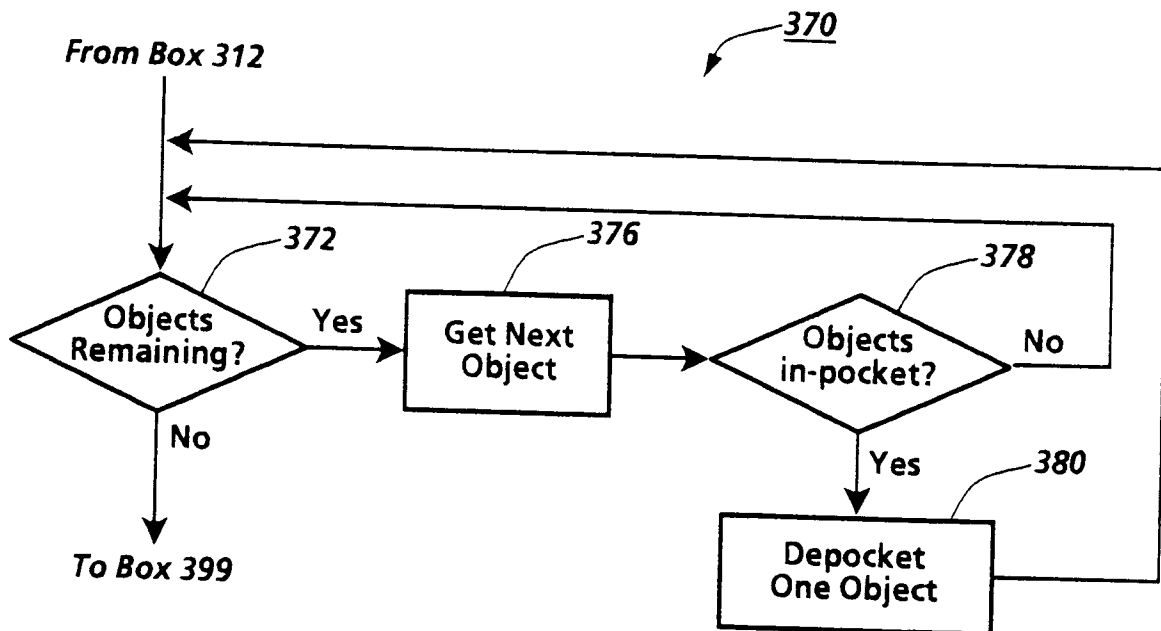 370
From Box 312
372
376
378
Objects
Remaining?
Yes
Get Next
Object
Objects
in-pocket?
No
No
Yes
380
To Box 399
Depocket
One Object